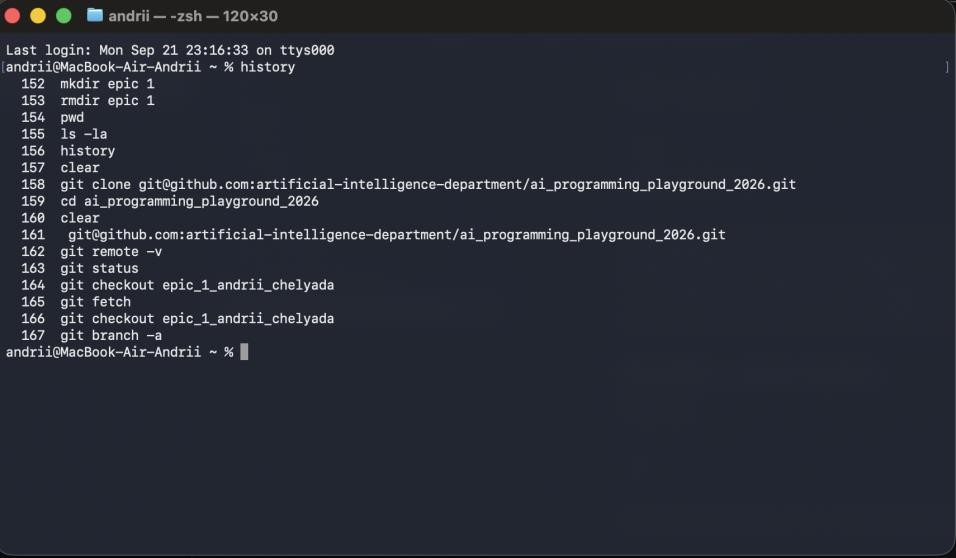 andrii — -zsh — 120×30
Last login: Mon Sep 21 23:16:33 on ttys000
[andrii@MacBook-Air-Andrii ~ % history ]
152 mkdir epic 1
153 rmdir epic 1
154 pwd
155 ls -la
156 history
157 clear
158 git clone git@github.com:artificial-intelligence-department/ai_programming_playground_2026.git
159 cd ai_programming_playground_2026
160 clear
161  git@github.com:artificial-intelligence-department/ai_programming_playground_2026.git
162 git remote -v
163 git status
164 git checkout epic_1_andrii_chelyada
165 git fetch
166 git checkout epic_1_andrii_chelyada
167 git branch -a
andrii@MacBook-Air-Andrii ~ %